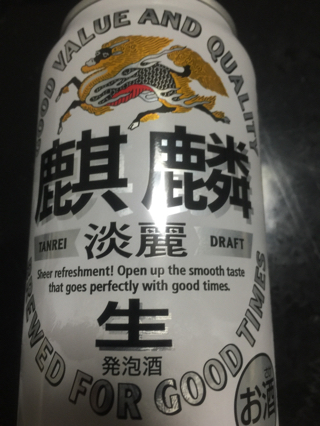 GOOD VALUE AND QUALITY
麒麟
TANREI 淡麗 DRAFT
Sheer refreshment! Open up the smooth taste
that goes perfectly with good times.
生
発泡酒
BREWED FOR GOOD TIMES
お酒